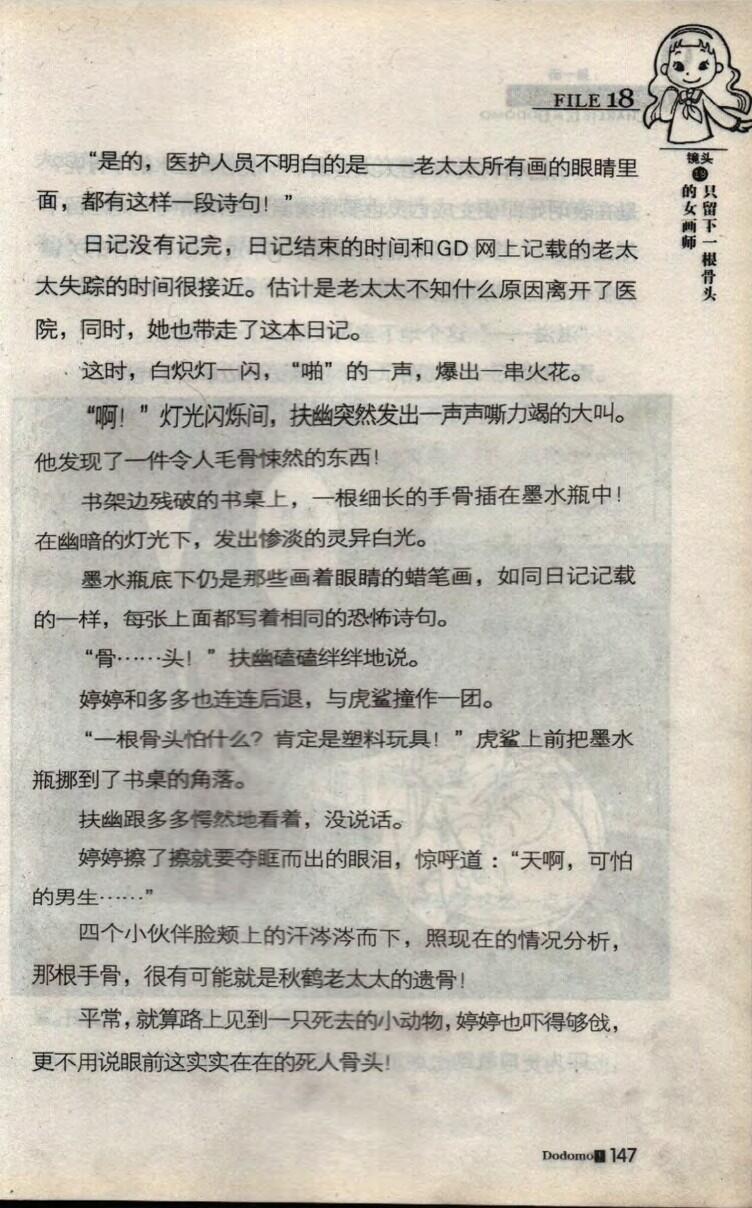 FILE 18
镜头
只留下一根骨头
的女画师
“是的，医护人员不明白的是——老太太所有画的眼睛里
面，都有这样一段诗句！”
日记没有记完，日记结束的时间和GD网上记载的老太
太失踪的时间很接近。估计是老太太不知什么原因离开了医
院，同时，她也带走了这本日记。
这时，白炽灯一闪，“啪”的一声，爆出一串火花。
“啊！”灯光闪烁间，扶幽突然发出一声声嘶力竭的大叫。
他发现了一件令人毛骨悚然的东西！
书架边残破的书桌上，一根细长的手骨插在墨水瓶中！
在幽暗的灯光下，发出惨淡的灵异白光。
墨水瓶底下仍是那些画着眼睛的蜡笔画，如同日记记载
的一样，每张上面都写着相同的恐怖诗句。
“骨……头！”扶幽磕磕绊绊地说。
婷婷和多多也连连后退，与虎鲨撞作一团。
“一根骨头怕什么？肯定是塑料玩具！”虎鲨上前把墨水
瓶挪到了书桌的角落。
扶幽跟多多愕然地看着，没说话。
婷婷擦了擦就要夺眶而出的眼泪，惊呼道：“天啊，可怕
的男生……”
四个小伙伴脸颊上的汗涔涔而下，照现在的情况分析，
那根手骨，很有可能就是秋鹤老太太的遗骨！
平常，就算路上见到一只死去的小动物，婷婷也吓得够戗，
更不用说眼前这实实在在的死人骨头！
Dodomo! 147